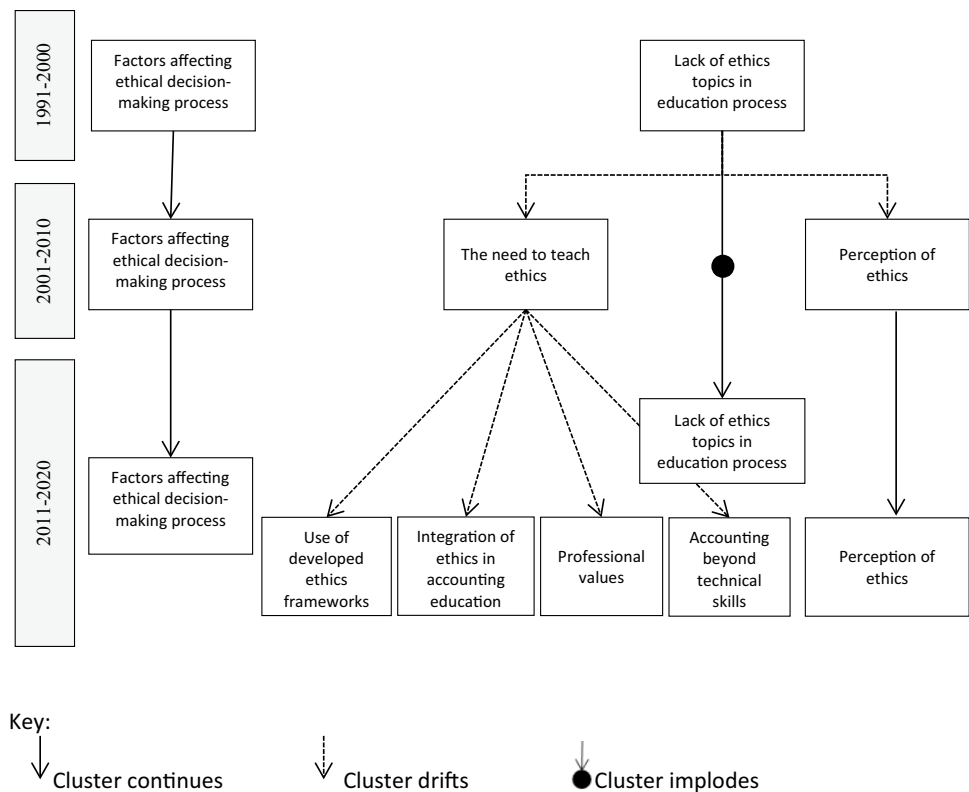 1991-2000
Factors affecting
ethical decision-
making process
Lack of ethics
topics in
education process
2001-2010
Factors affecting
ethical decision-
making process
The need to teach
ethics
Perception of
ethics
2011-2020
Factors affecting
ethical decision-
making process
Lack of ethics
topics in
education process
Use of
developed
ethics
frameworks
Integration of
ethics in
accounting
education
Professional
values
Accounting
beyond
technical
skills
Perception of
ethics
Key:
Cluster continues
Cluster drifts
Cluster implodes